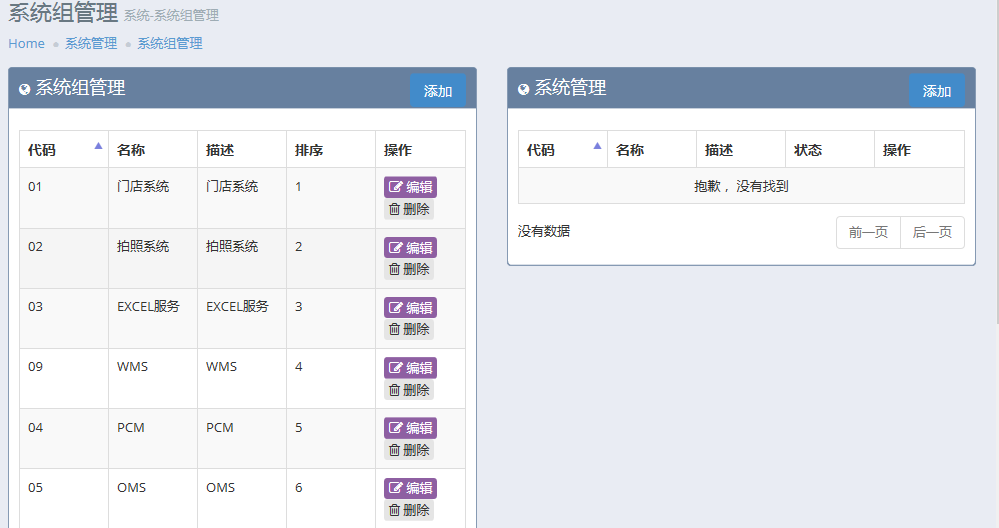 系统组管理 系统-系统组管理
Home 系统管理 系统组管理
系统组管理 添加
代码 名称 描述 排序 操作
01 门店系统 门店系统 1 编辑
删除
02 拍照系统 拍照系统 2 编辑
删除
03 EXCEL服务 EXCEL服务 3 编辑
删除
09 WMS WMS 4 编辑
删除
04 PCM PCM 5 编辑
删除
05 OMS OMS 6 编辑
删除
系统管理 添加
代码 名称 描述 状态 操作
抱歉，没有找到
没有数据 前一页 后一页